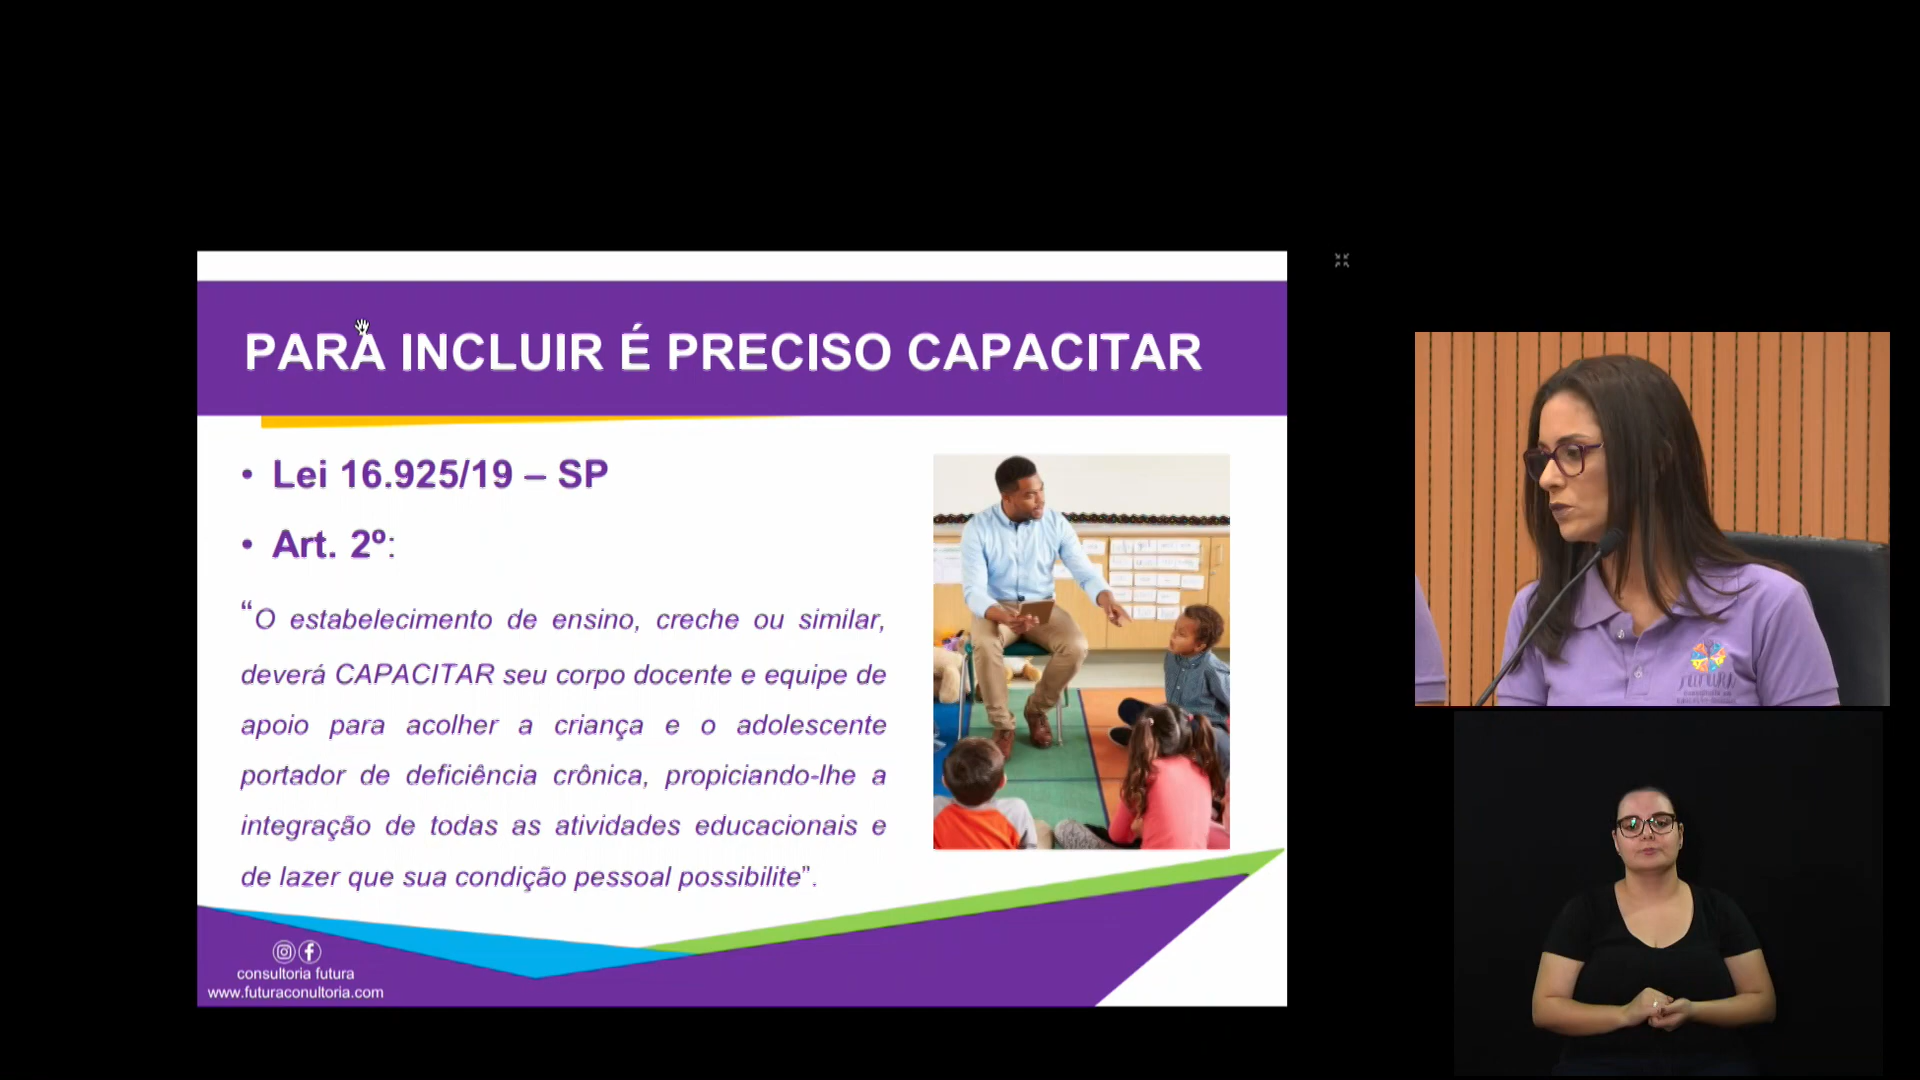 PARA INCLUIR É PRECISO CAPACITAR
• Lei 16.925/19 – SP
• Art. 2º:
“O estabelecimento de ensino, creche ou similar,
deverá CAPACITAR seu corpo docente e equipe de
apoio para acolher a criança e o adolescente
portador de deficiência crônica, propiciando-lhe a
integração de todas as atividades educacionais e
de lazer que sua condição pessoal possibilite”.
consultoria futura
www.futuraconultoria.com
FUTURA